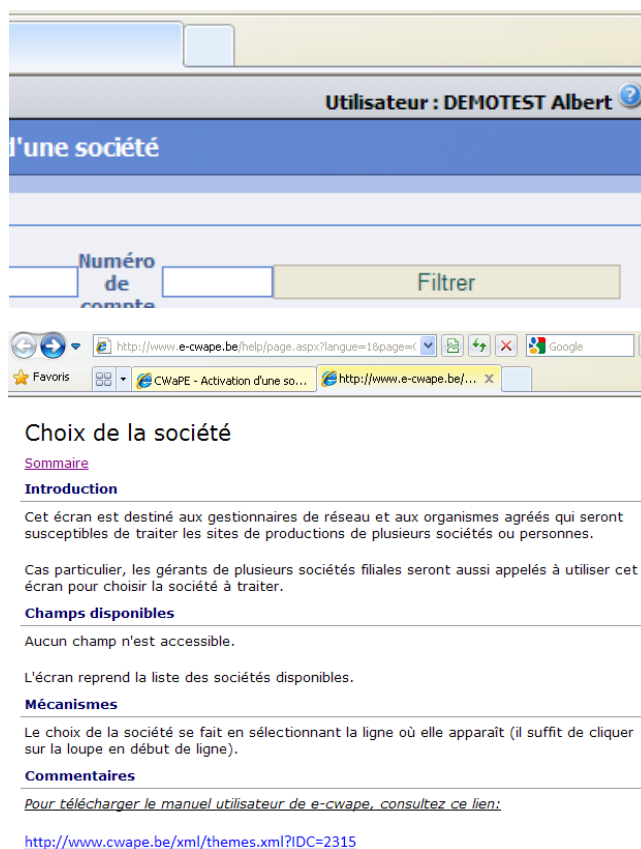 Utilisateur : DEMOTEST Albert
d'une société
Numéro
de
compte
Filtrer
http://www.e-cwape.be/help/page.aspx?langue=1&page=(
Google
Favoris
CWaPE - Activation d'une so...
http://www.e-cwape.be/...
Choix de la société
Sommaire
Introduction
Cet écran est destiné aux gestionnaires de réseau et aux organismes agréés qui seront
susceptibles de traiter les sites de productions de plusieurs sociétés ou personnes.
Cas particulier, les gérants de plusieurs sociétés filiales seront aussi appelés à utiliser cet
écran pour choisir la société à traiter.
Champs disponibles
Aucun champ n'est accessible.
L'écran reprend la liste des sociétés disponibles.
Mécanismes
Le choix de la société se fait en sélectionnant la ligne où elle apparaît (il suffit de cliquer
sur la loupe en début de ligne).
Commentaires
Pour télécharger le manuel utilisateur de e-cwape, consultez ce lien:
http://www.cwape.be/xml/themes.xml?IDC=2315